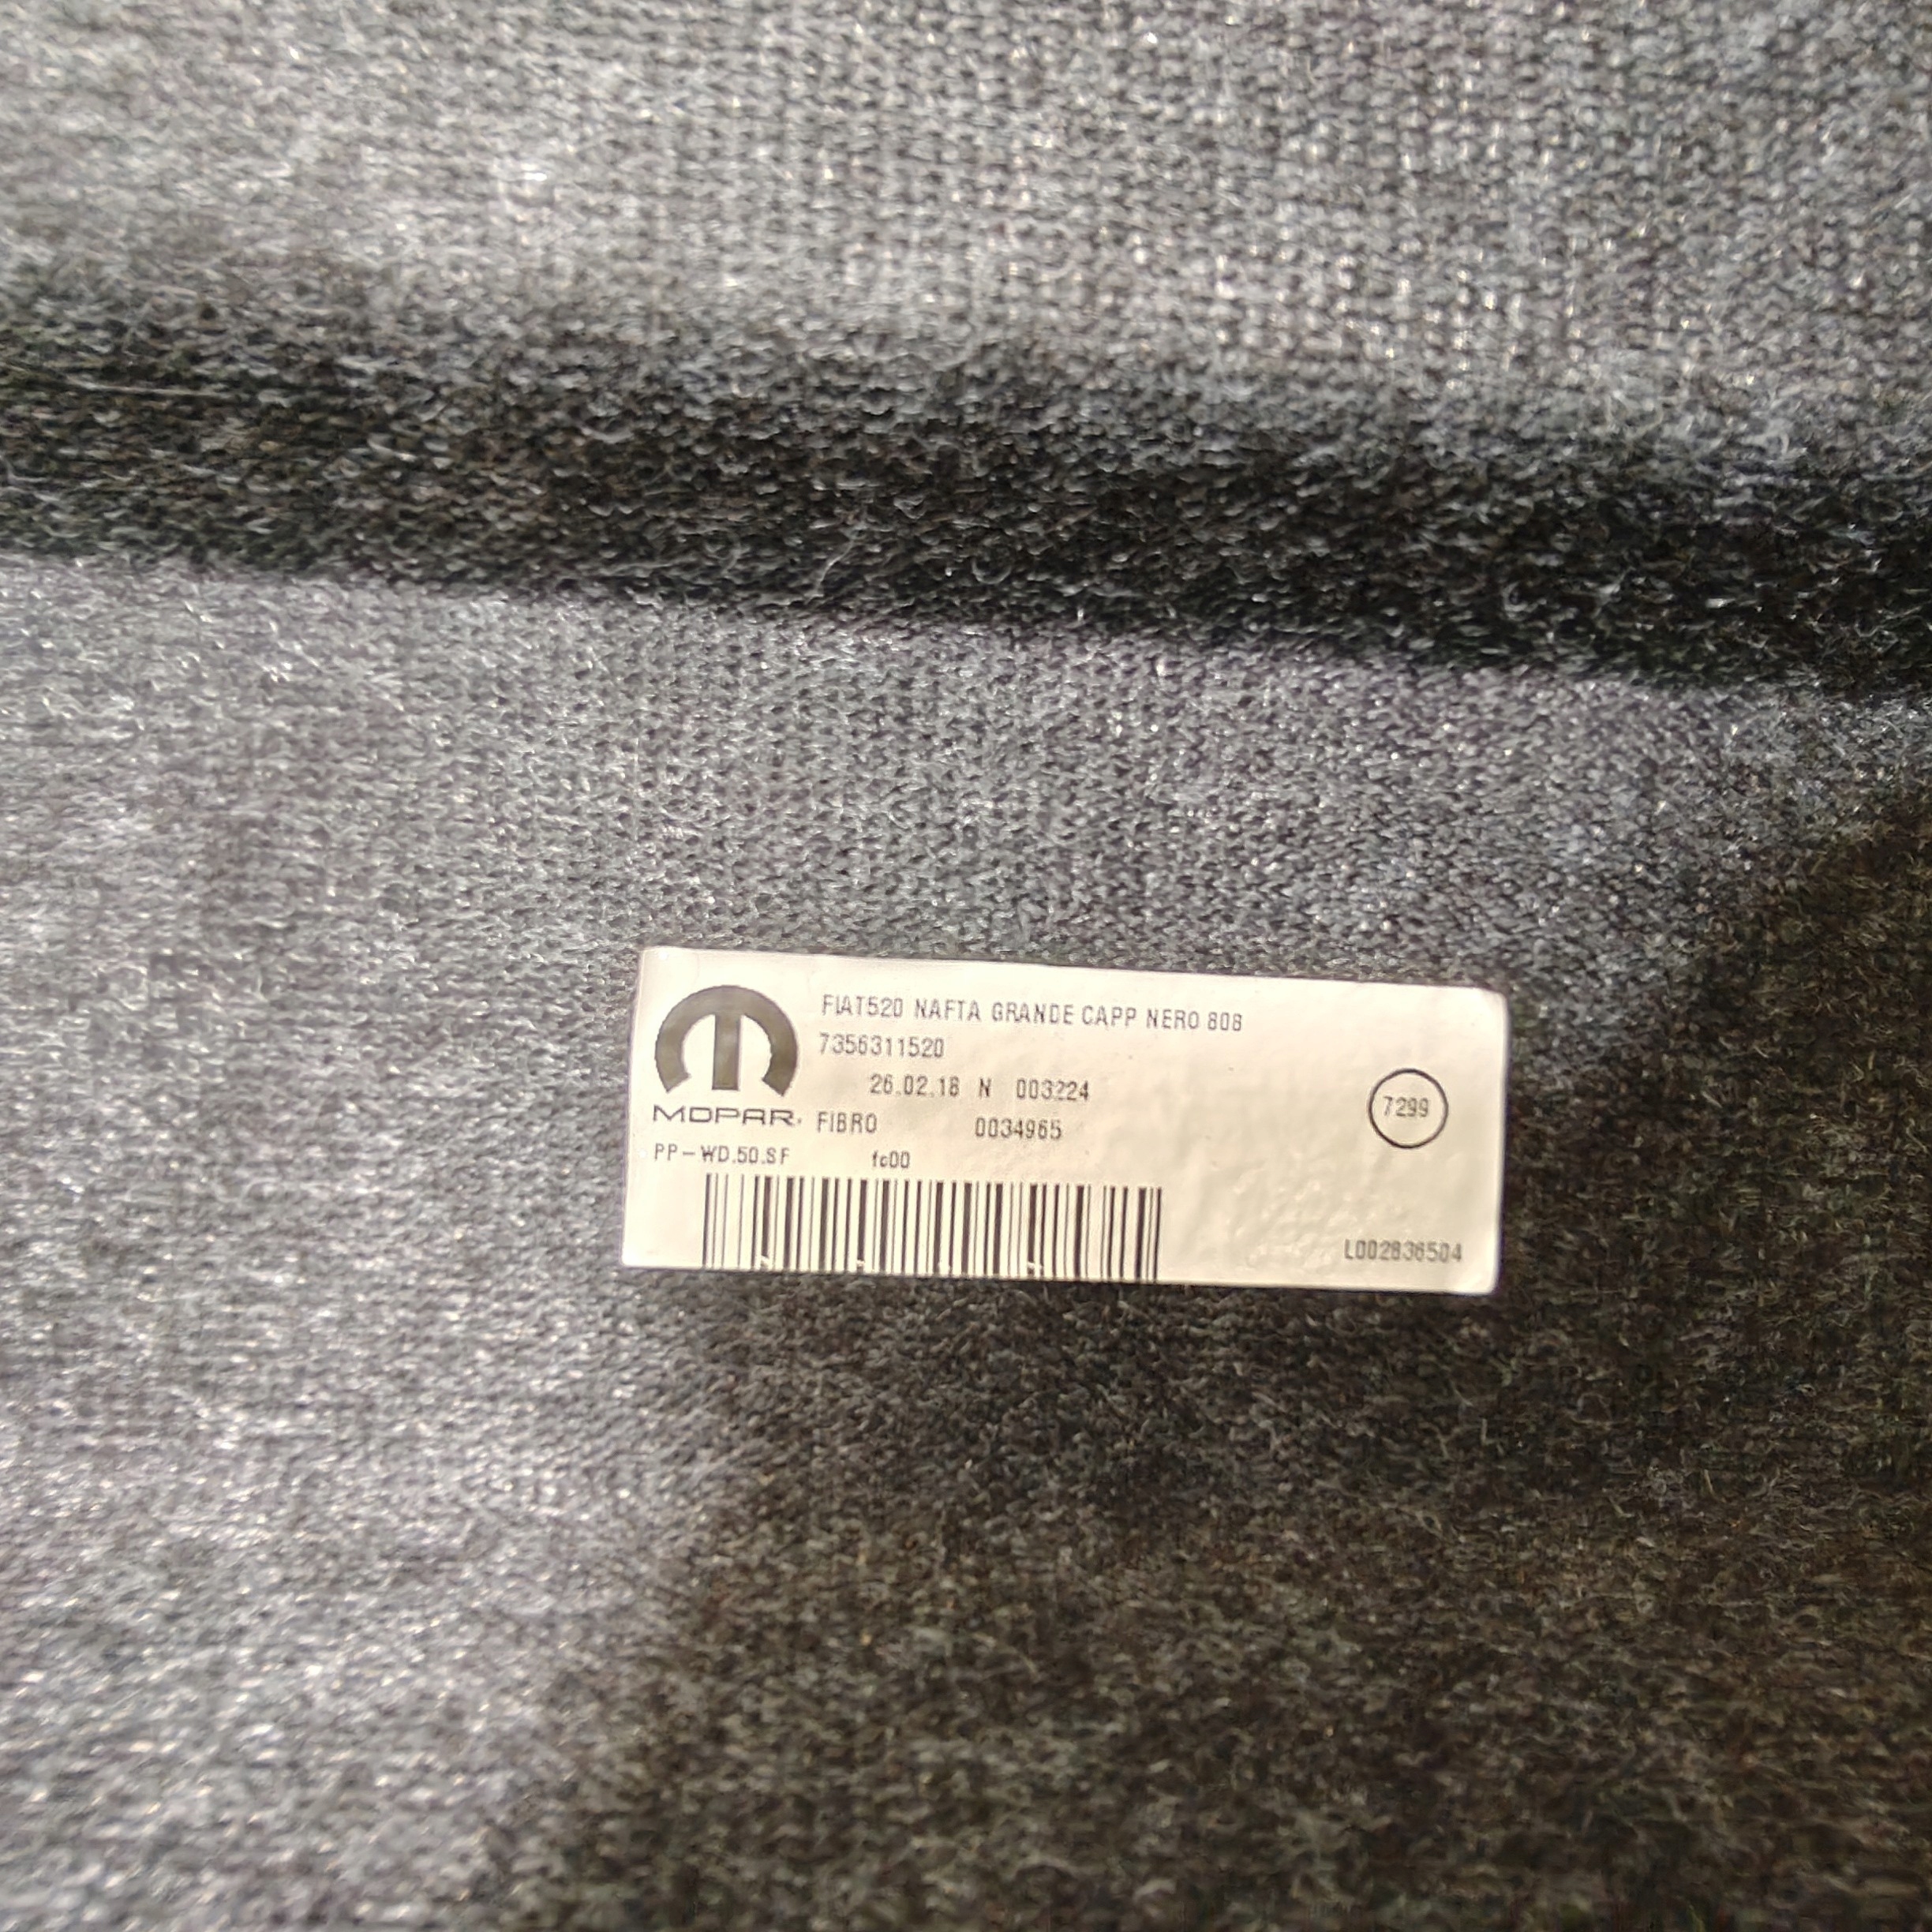 FIAT520 NAFTA GRANDE CAPP NERO 808
7356311520
26.02.18 N 003224
MOPAR. FIBRO 0034965
7299
PP-WD.50.SF fc00
L002836504